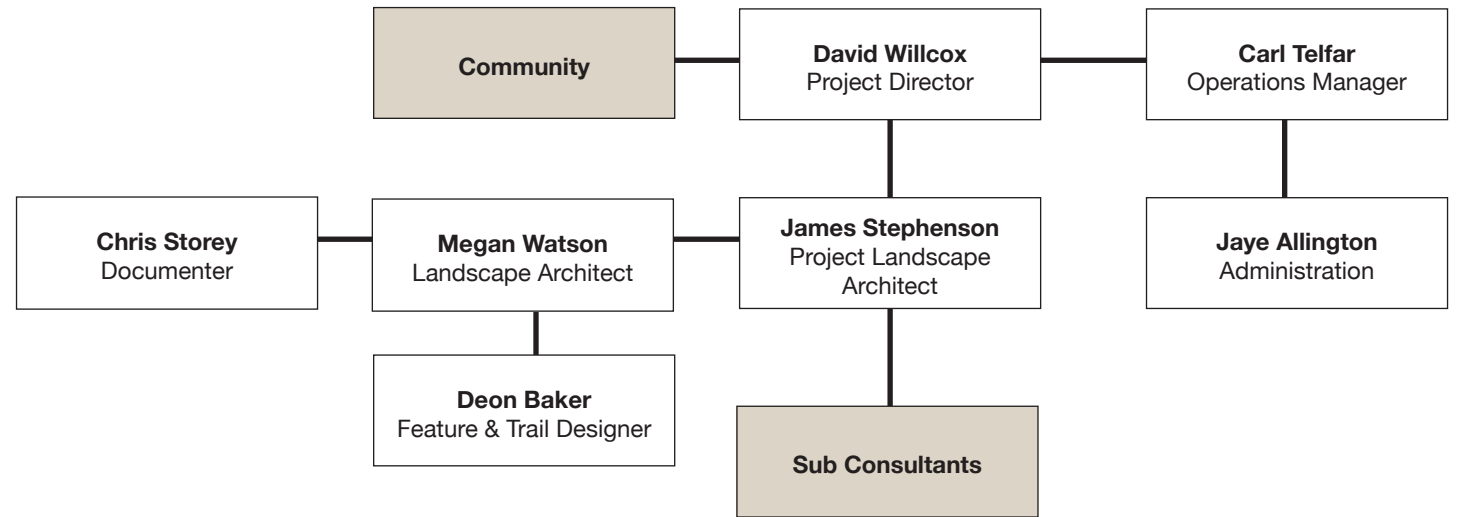 Community
David Willcox
Project Director
Carl Telfar
Operations Manager
Chris Storey
Documenter
Megan Watson
Landscape Architect
James Stephenson
Project Landscape
Architect
Jaye Allington
Administration
Deon Baker
Feature & Trail Designer
Sub Consultants